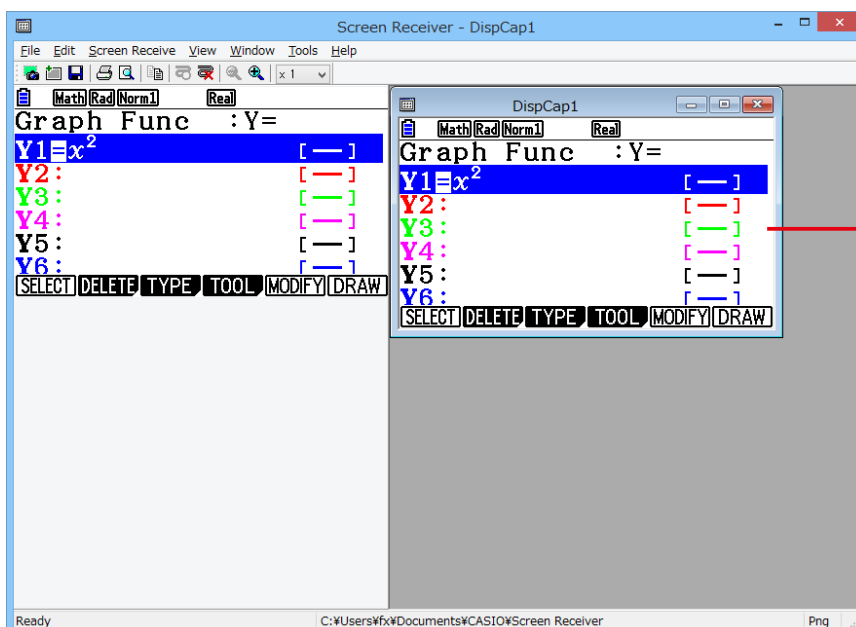 Screen Receiver - DispCap1
File Edit Screen Receive View Window Tools Help
x 1
Math Rad Norm1 Real
Graph Func :Y=
Y1=x² [—]
Y2: [—]
Y3: [—]
Y4: [—]
Y5: [—]
Y6: [—]
SELECT DELETE TYPE TOOL MODIFY DRAW
DispCap1
Math Rad Norm1 Real
Graph Func :Y=
Y1=x² [—]
Y2: [—]
Y3: [—]
Y4: [—]
Y5: [—]
Y6: [—]
SELECT DELETE TYPE TOOL MODIFY DRAW
Ready C:¥Users¥fx¥Documents¥CASIO¥Screen Receiver Png